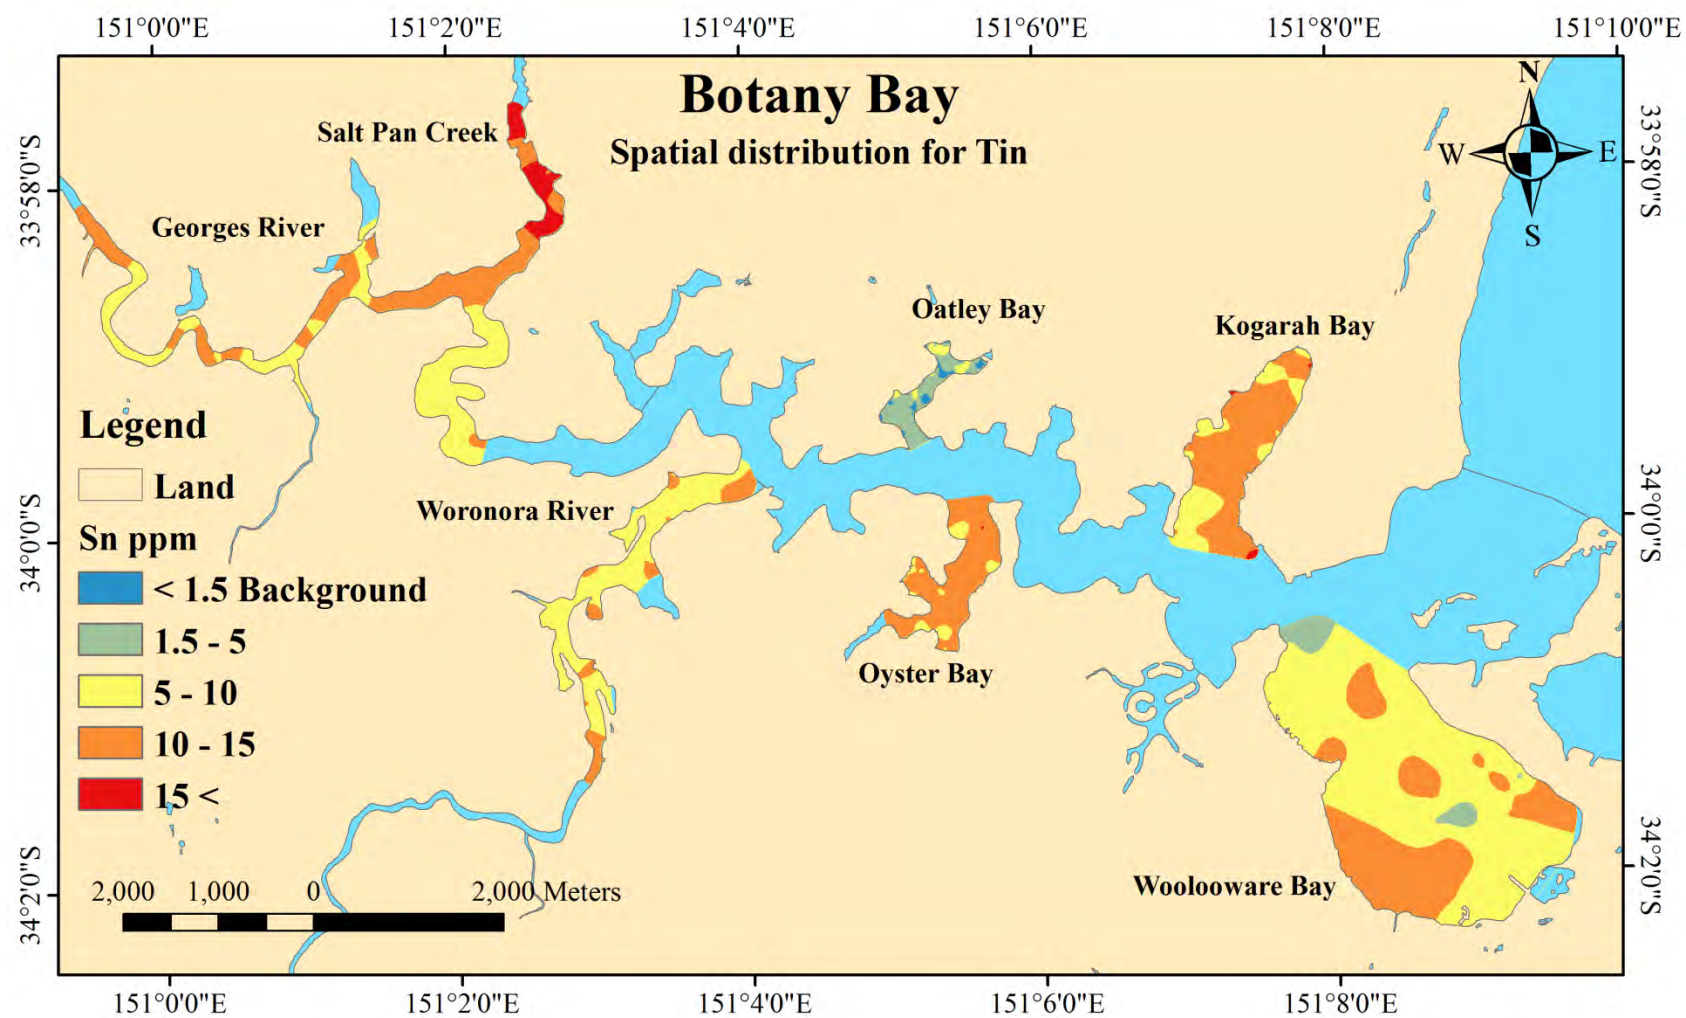 151°0'0"E 151°2'0"E 151°4'0"E 151°6'0"E 151°8'0"E 151°10'0"E
Botany Bay
Spatial distribution for Tin
N
W E
S
Salt Pan Creek
33°58'0"S
33°58'0"S
Georges River
Oatley Bay
Kogarah Bay
Legend
Land
Woronora River
34°0'0"S
34°0'0"S
Sn ppm
< 1.5 Background
1.5 - 5
5 - 10
10 - 15
15 <
Oyster Bay
Woolooware Bay
34°2'0"S
34°2'0"S
2,000 1,000 0 2,000 Meters
151°0'0"E 151°2'0"E 151°4'0"E 151°6'0"E 151°8'0"E